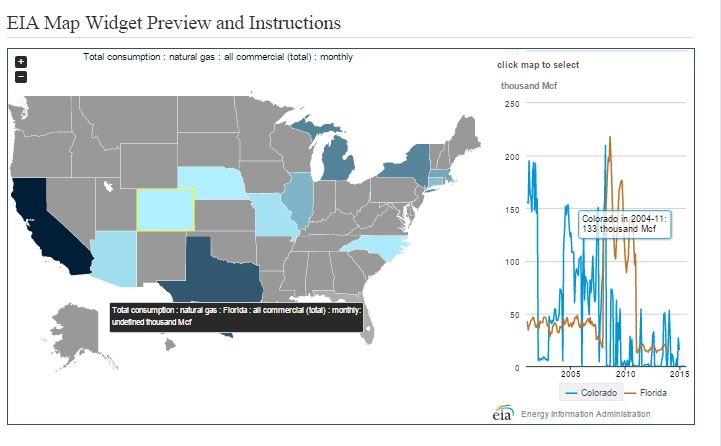 EIA Map Widget Preview and Instructions
+
−
Total consumption : natural gas : all commercial (total) : monthly
click map to select
thousand Mcf
250
200
150
100
50
0
Colorado in 2004-11:
133 thousand Mcf
Total consumption : natural gas : Florida : all commercial (total) : monthly:
undefined thousand Mcf
2005
2010
2015
Colorado
Florida
eia
Energy Information Administration